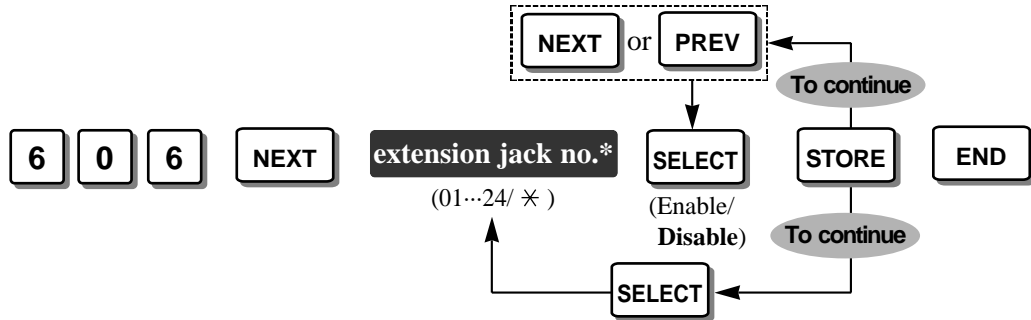 NEXT or PREV
To continue
6 0 6 NEXT extension jack no.* SELECT STORE END
(01···24/ ✳ )
(Enable/
Disable)
To continue
SELECT